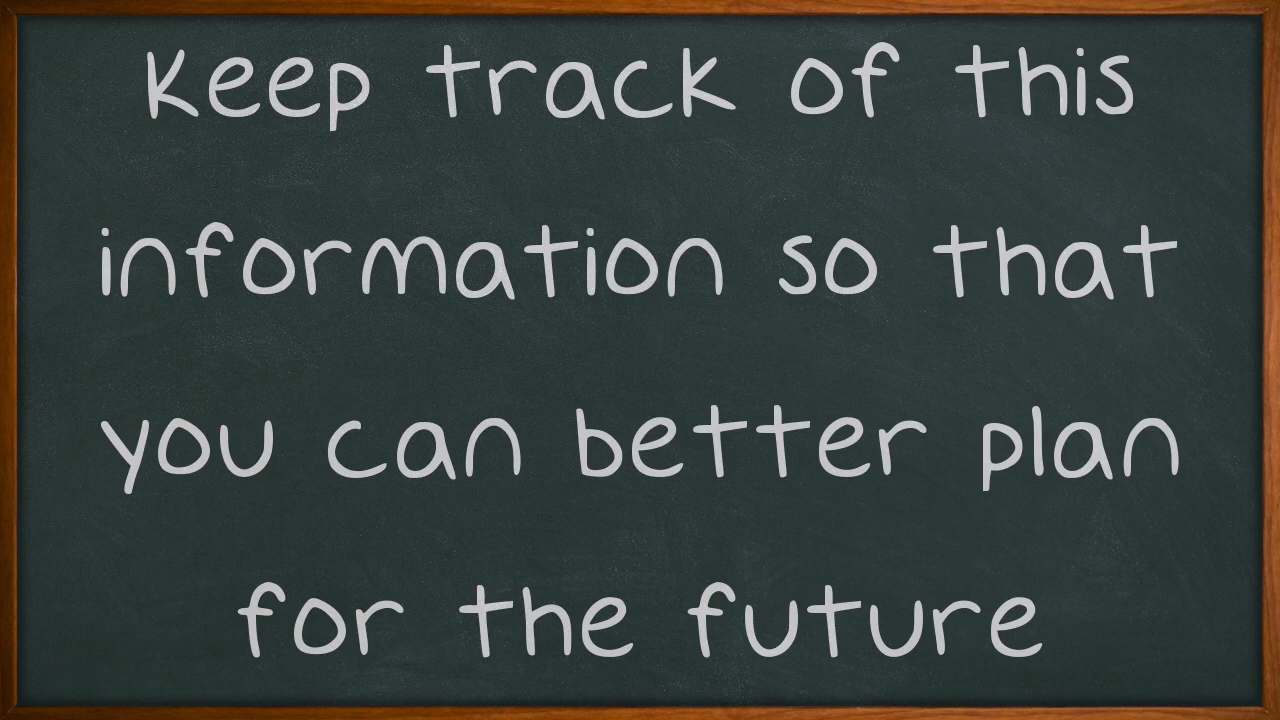 Keep track of this
information so that
you can better plan
for the future